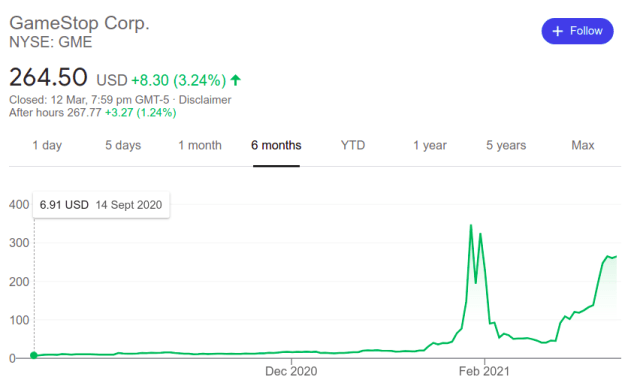 GameStop Corp.
NYSE: GME
+ Follow
264.50 USD +8.30 (3.24%) ↑
Closed: 12 Mar, 7:59 pm GMT-5 · Disclaimer
After hours 267.77 +3.27 (1.24%)
1 day 5 days 1 month 6 months YTD 1 year 5 years Max
400
6.91 USD 14 Sept 2020
300
200
100
0
Dec 2020 Feb 2021